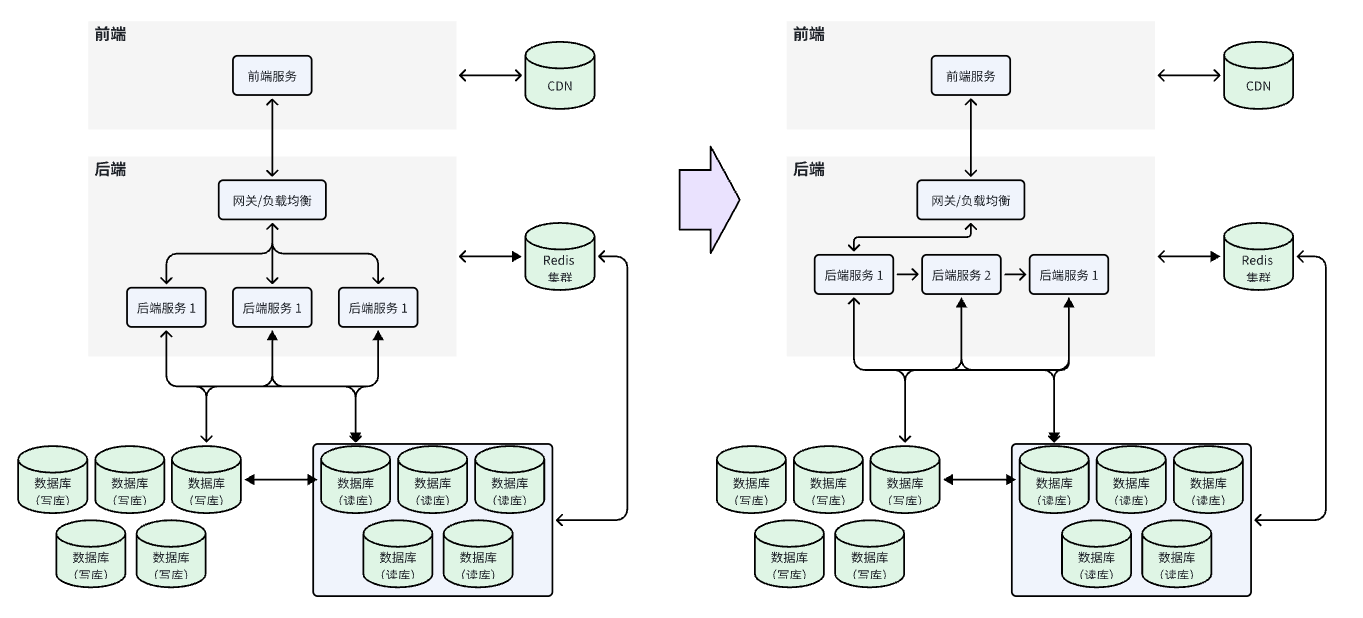 前端
前端服务
CDN
后端
网关/负载均衡
Redis
集群
后端服务 1
后端服务 1
后端服务 1
数据库
（写库）
数据库
（写库）
数据库
（写库）
数据库
（读库）
数据库
（读库）
数据库
（读库）
数据库
（写库）
数据库
（写库）
数据库
（读库）
数据库
（读库）
前端
前端服务
CDN
后端
网关/负载均衡
Redis
集群
后端服务 1
后端服务 2
后端服务 1
数据库
（写库）
数据库
（写库）
数据库
（写库）
数据库
（读库）
数据库
（读库）
数据库
（读库）
数据库
（写库）
数据库
（写库）
数据库
（读库）
数据库
（读库）